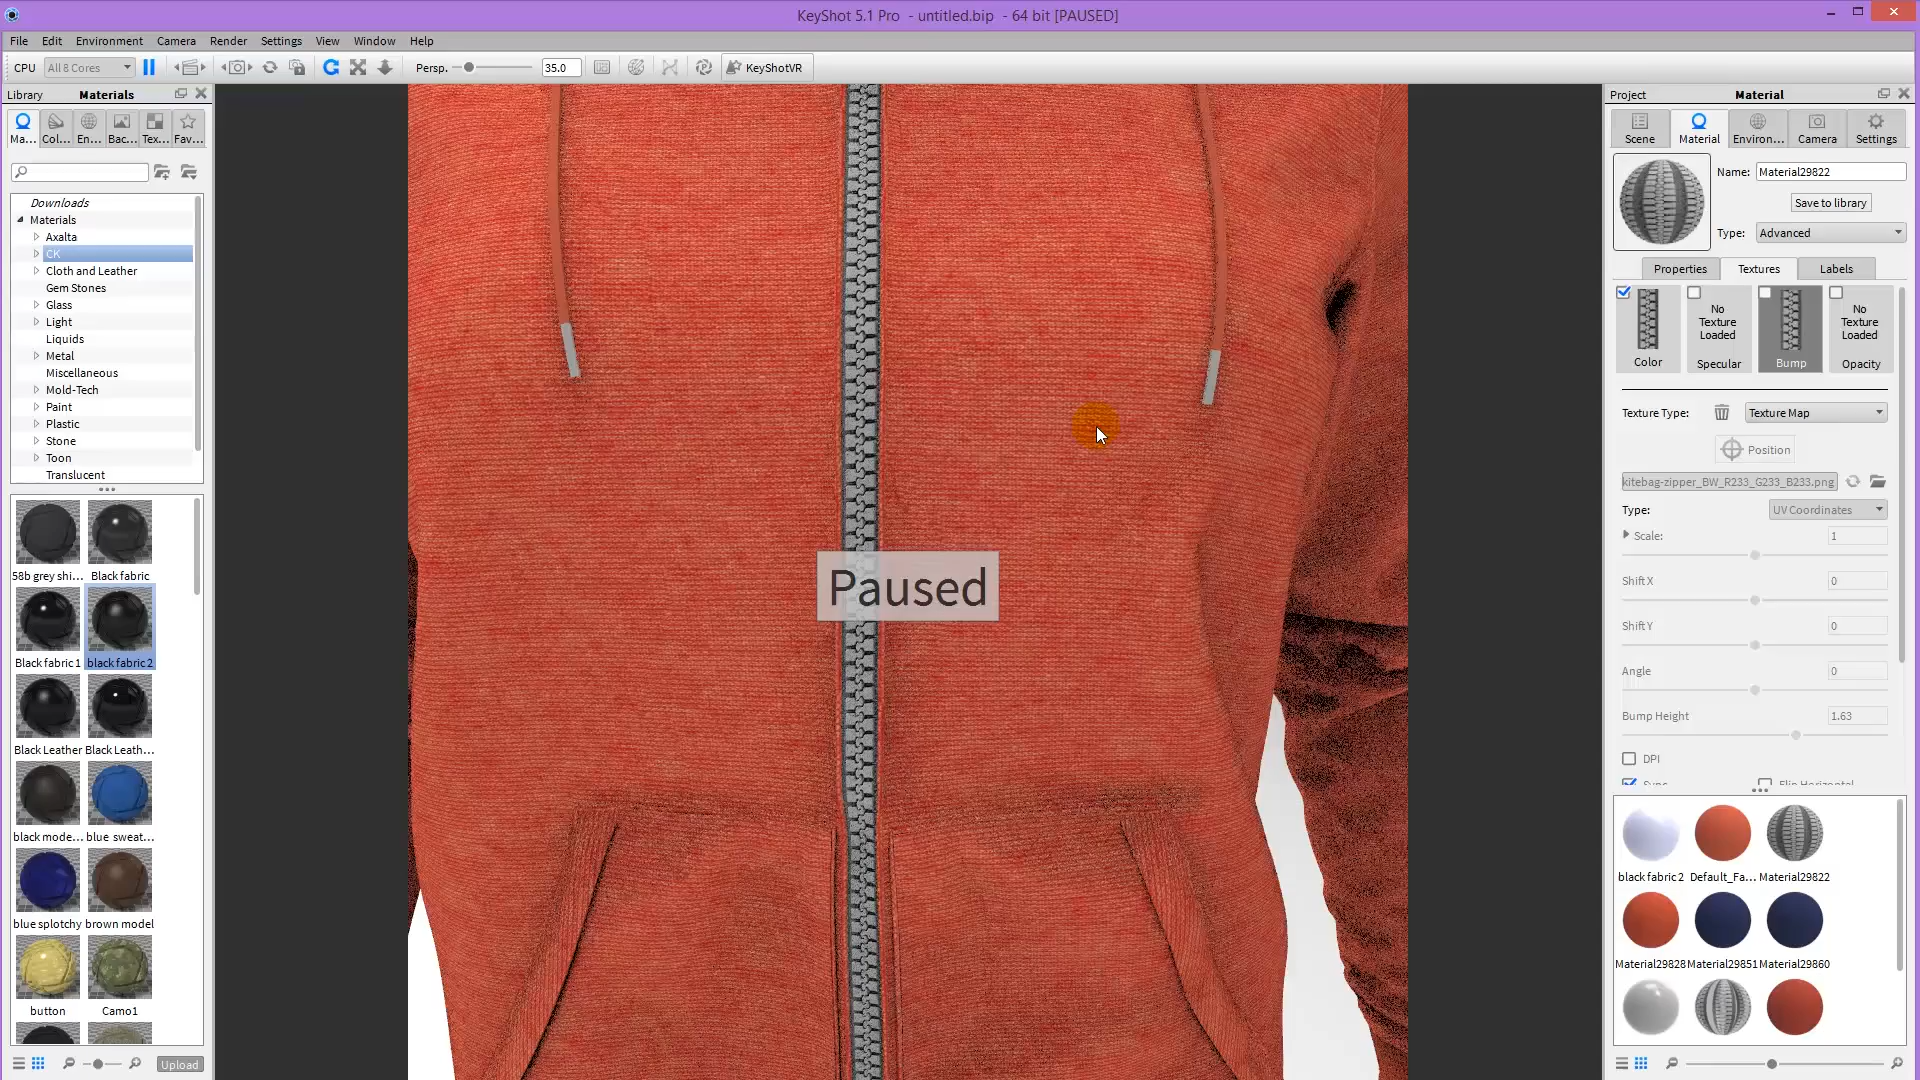 KeyShot 5.1 Pro - untitled.bip - 64 bit [PAUSED]
File Edit Environment Camera Render Settings View Window Help
CPU All 8 Cores Persp. 35.0 KeyShotVR
Library Materials
Ma... Col... En... Bac... Tex... Fav...
Downloads
Materials
Axalta
CK
Cloth and Leather
Gem Stones
Glass
Light
Liquids
Metal
Miscellaneous
Mold-Tech
Paint
Plastic
Stone
Toon
Translucent
58b grey shi... Black fabric
Black fabric 1 black fabric 2
Black Leather Black Leath...
black mode... blue sweat...
blue splotchy brown model
button Camo1
Upload
Paused
Project Material
Scene Material Environ... Camera Settings
Name: Material29822
Save to library
Type: Advanced
Properties Textures Labels
No Texture Loaded
No Texture Loaded
Color Specular Bump Opacity
Texture Type: Texture Map
Position
kitebag-zipper_BW_R233_G233_B233.png
Type: UV Coordinates
Scale: 1
Shift X 0
Shift Y 0
Angle 0
Bump Height 1.63
DPI
Sync Flip Horizontal
black fabric 2 Default_Fa... Material29822
Material29828 Material29851 Material29860